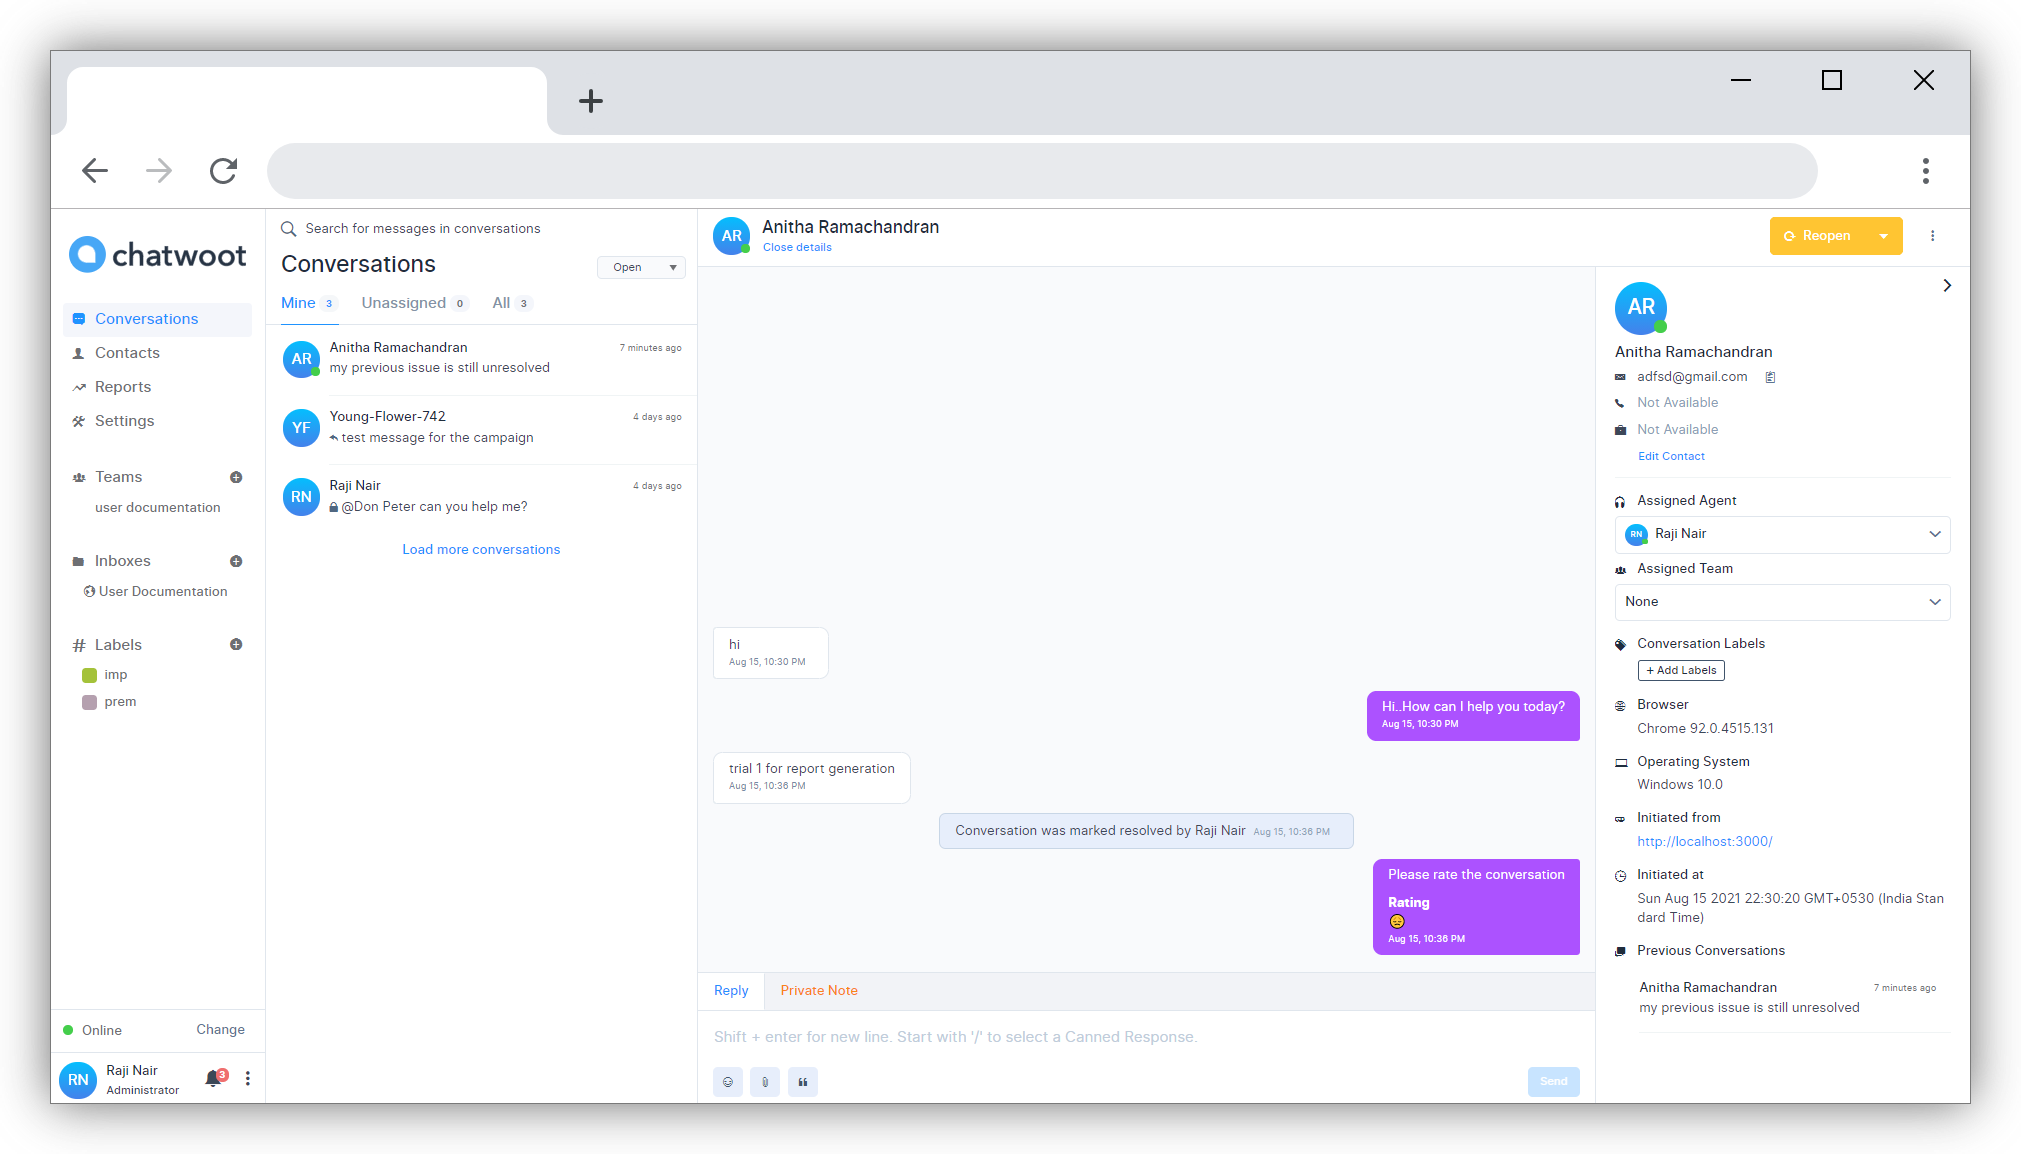 chatwoot
Conversations
Contacts
Reports
Settings
Teams
user documentation
Inboxes
User Documentation
Labels
imp
prem
Online Change
RN Raji Nair
Administrator
3
Search for messages in conversations
Conversations
Open
Mine 3 Unassigned 0 All 3
AR Anitha Ramachandran 7 minutes ago
my previous issue is still unresolved
YF Young-Flower-742 4 days ago
test message for the campaign
RN Raji Nair 4 days ago
@Don Peter can you help me?
Load more conversations
AR Anitha Ramachandran
Close details
Reopen
hi
Aug 15, 10:30 PM
Hi..How can I help you today?
Aug 15, 10:30 PM
trial 1 for report generation
Aug 15, 10:36 PM
Conversation was marked resolved by Raji Nair Aug 15, 10:36 PM
Please rate the conversation
Rating
Aug 15, 10:36 PM
Reply Private Note
Shift + enter for new line. Start with '/' to select a Canned Response.
Send
AR
Anitha Ramachandran
adfsd@gmail.com
Not Available
Not Available
Edit Contact
Assigned Agent
RN Raji Nair
Assigned Team
None
Conversation Labels
+ Add Labels
Browser
Chrome 92.0.4515.131
Operating System
Windows 10.0
Initiated from
http://localhost:3000/
Initiated at
Sun Aug 15 2021 22:30:20 GMT+0530 (India Stan
dard Time)
Previous Conversations
Anitha Ramachandran 7 minutes ago
my previous issue is still unresolved